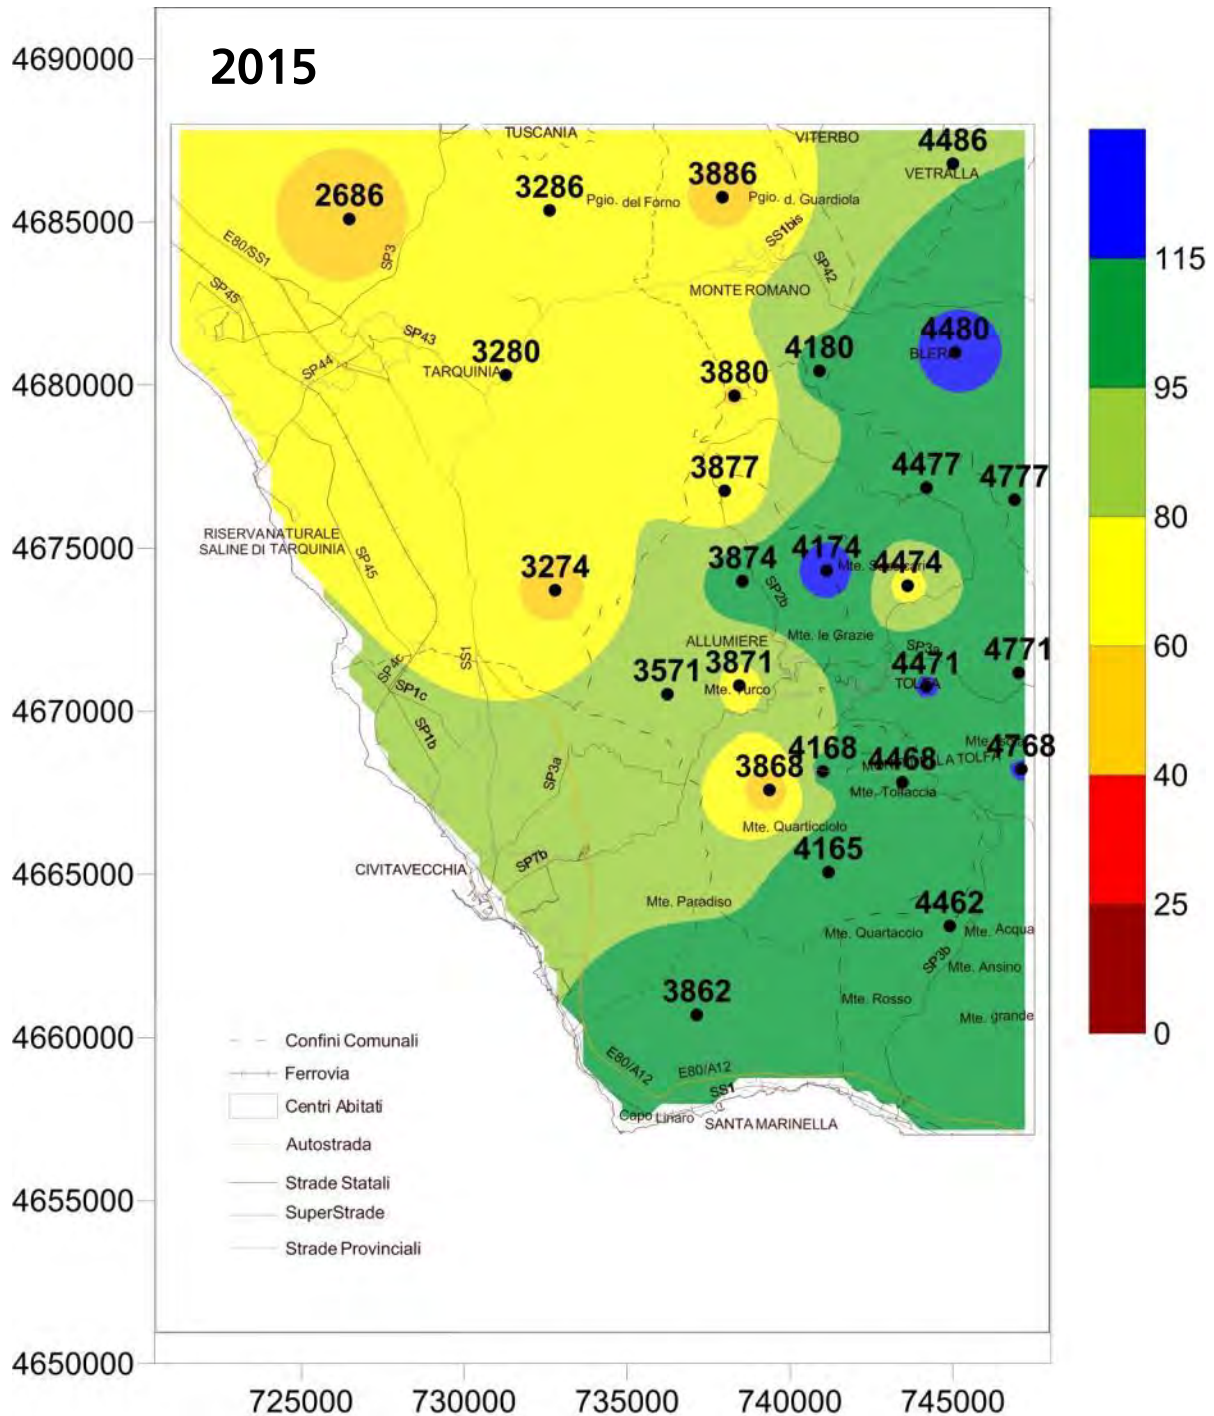 4690000
2015
TUSCANIA
VITERBO
4486
VETRALLA
2686
3286
3886
Pgio. del Forno
Pgio. d. Guardiola
4685000
E80/SS1
SP3
SS1bis
SP42
SP45
MONTE ROMANO
SP43
SP44
3280
TARQUINIA
4180
4480
3880
4680000
3877
4477
4777
RISERVANATURALE
SALINE DI TARQUINIA
4675000
SP45
3274
3874
4174
4474
SP2b
Mte. le Grazie
ALLUMIERE
SP3a
SS1
SP4c
SP1c
SP1b
3571
3871
Mte. Turco
4471
TOLFA
4771
4670000
SP3a
3868
4168
4468
4768
LA TOLFA
Mte. Tolfaccia
Mte. Quarticciolo
SP7b
CIVITAVECCHIA
4165
4665000
Mte. Paradiso
4462
Mte. Quartaccio
Mte. Acqua
SP3b
Mte. Ansino
3862
Mte. Rosso
Mte. grande
4660000
E80/A12
E80/A12
SS1
Capo Linaro
SANTA MARINELLA
Confini Comunali
Ferrovia
Centri Abitati
Autostrada
Strade Statali
SuperStrade
Strade Provinciali
4655000
4650000
725000
730000
735000
740000
745000
115
95
80
60
40
25
0